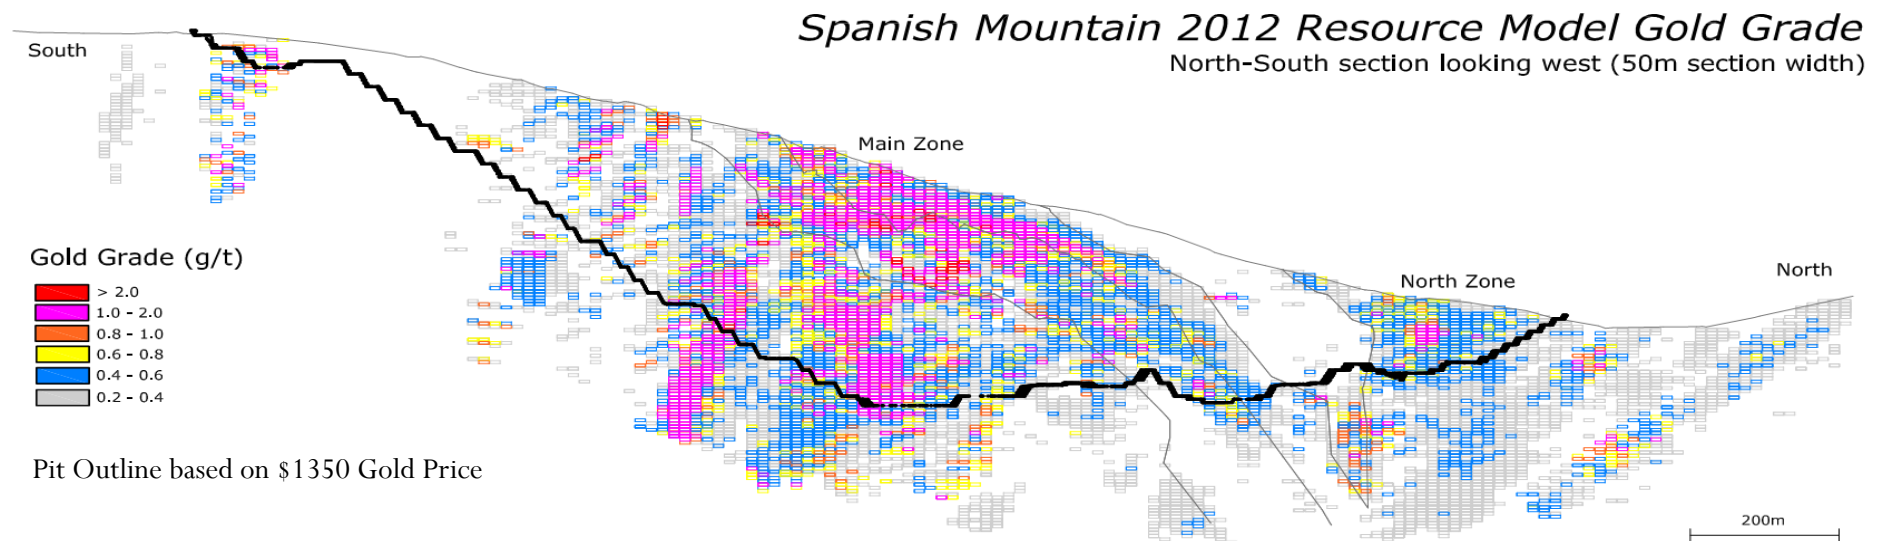 Spanish Mountain 2012 Resource Model Gold Grade
North-South section looking west (50m section width)
South
Main Zone
North Zone
North
Gold Grade (g/t)
> 2.0
1.0 - 2.0
0.8 - 1.0
0.6 - 0.8
0.4 - 0.6
0.2 - 0.4
Pit Outline based on $1350 Gold Price
200m